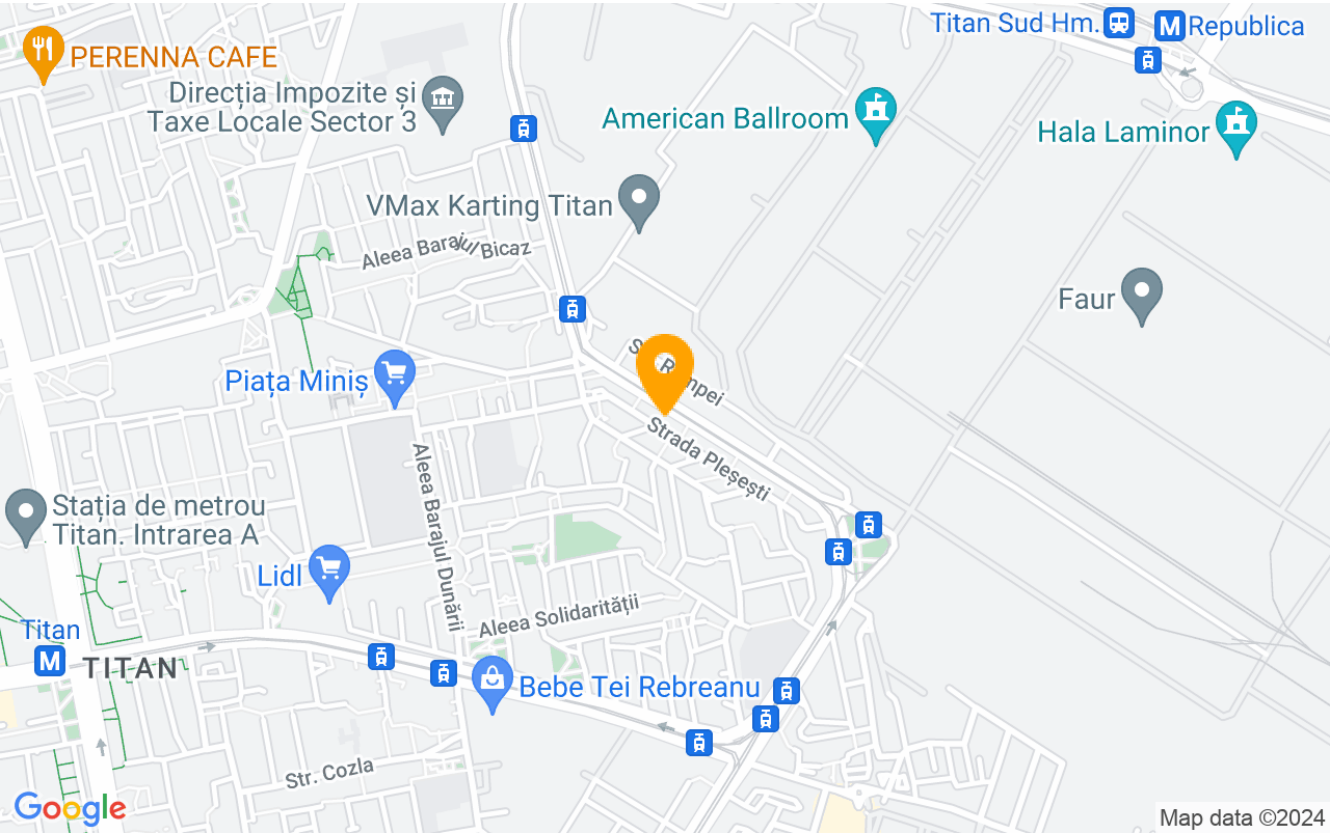 Titan Sud Hm.
M Republica
PERENNA CAFE
Direcția Impozite și
Taxe Locale Sector 3
American Ballroom
Hala Laminor
VMax Karting Titan
Aleea Barajul Bicaz
Faur
Piața Miniș
Strada Pleșești
Aleea Barajul Dunării
Stația de metrou
Titan. Intrarea A
Lidl
Aleea Solidarității
Titan
M TITAN
Bebe Tei Rebreanu
Str. Cozla
Google
Map data ©2024